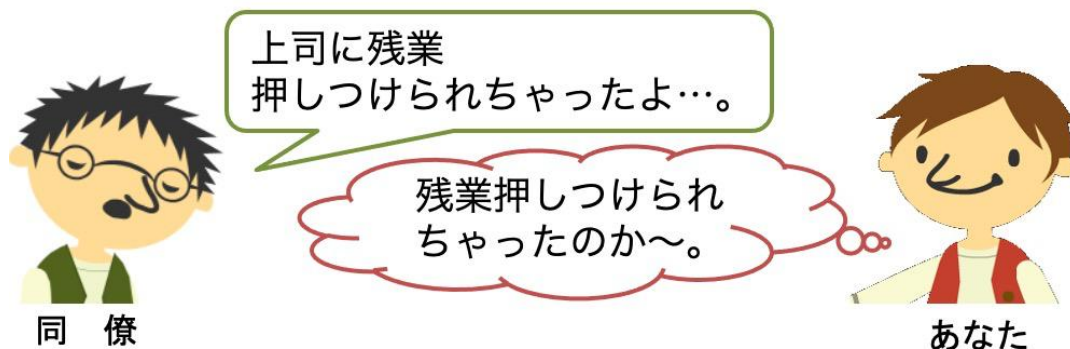 上司に残業
押しつけられちゃったよ…。
残業押しつけられ
ちゃったのか～。
同　僚
あなた